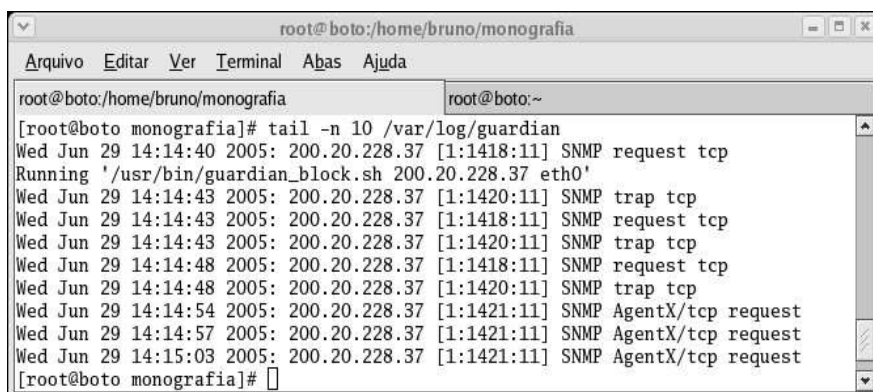 root@boto:/home/bruno/monografia
Arquivo Editar Ver Terminal Abas Ajuda
root@boto:/home/bruno/monografia root@boto:~
[root@boto monografia]# tail -n 10 /var/log/guardian
Wed Jun 29 14:14:40 2005: 200.20.228.37 [1:1418:11] SNMP request tcp
Running '/usr/bin/guardian_block.sh 200.20.228.37 eth0'
Wed Jun 29 14:14:43 2005: 200.20.228.37 [1:1420:11] SNMP trap tcp
Wed Jun 29 14:14:43 2005: 200.20.228.37 [1:1418:11] SNMP request tcp
Wed Jun 29 14:14:43 2005: 200.20.228.37 [1:1420:11] SNMP trap tcp
Wed Jun 29 14:14:48 2005: 200.20.228.37 [1:1418:11] SNMP request tcp
Wed Jun 29 14:14:48 2005: 200.20.228.37 [1:1420:11] SNMP trap tcp
Wed Jun 29 14:14:54 2005: 200.20.228.37 [1:1421:11] SNMP AgentX/tcp request
Wed Jun 29 14:14:57 2005: 200.20.228.37 [1:1421:11] SNMP AgentX/tcp request
Wed Jun 29 14:15:03 2005: 200.20.228.37 [1:1421:11] SNMP AgentX/tcp request
[root@boto monografia]#